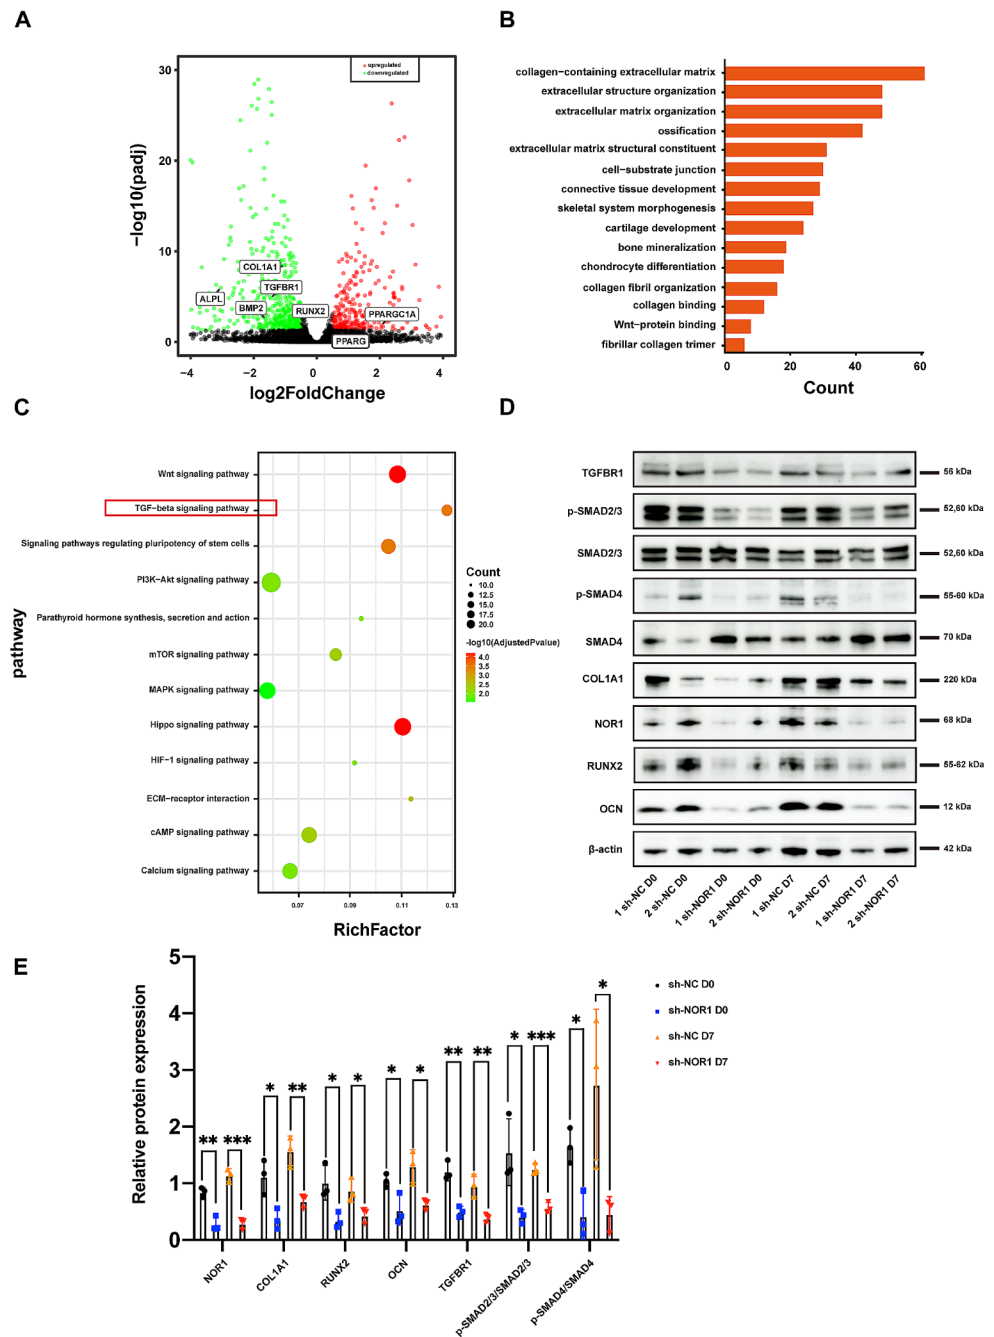 A
upregulated
downregulated
30
20
10
0
−log10(padj)
COL1A1
TGFBR1
ALPL
BMP2
RUNX2
PPARGC1A
PPARG
−4
−2
0
2
4
log2FoldChange
B
collagen−containing extracellular matrix
extracellular structure organization
extracellular matrix organization
ossification
extracellular matrix structural constituent
cell−substrate junction
connective tissue development
skeletal system morphogenesis
cartilage development
bone mineralization
chondrocyte differentiation
collagen fibril organization
collagen binding
Wnt−protein binding
fibrillar collagen trimer
0
20
40
60
Count
C
pathway
Wnt signaling pathway
TGF−beta signaling pathway
Signaling pathways regulating pluripotency of stem cells
PI3K−Akt signaling pathway
Parathyroid hormone synthesis, secretion and action
mTOR signaling pathway
MAPK signaling pathway
Hippo signaling pathway
HIF−1 signaling pathway
ECM−receptor interaction
cAMP signaling pathway
Calcium signaling pathway
0.07
0.09
0.11
0.13
RichFactor
Count
10.0
12.5
15.0
17.5
20.0
-log10(AdjustedPvalue)
4.0
3.5
3.0
2.5
2.0
D
TGFBR1
56 kDa
p-SMAD2/3
52,60 kDa
SMAD2/3
52,60 kDa
p-SMAD4
55-60 kDa
SMAD4
70 kDa
COL1A1
220 kDa
NOR1
68 kDa
RUNX2
55-62 kDa
OCN
12 kDa
β-actin
42 kDa
1 sh-NC D0
2 sh-NC D0
1 sh-NOR1 D0
2 sh-NOR1 D0
1 sh-NC D7
2 sh-NC D7
1 sh-NOR1 D7
2 sh-NOR1 D7
E
Relative protein expression
5
4
3
2
1
0
** *** * ** * * * * ** ** * *** * *
NOR1
COL1A1
RUNX2
OCN
TGFBR1
p-SMAD2/3/SMAD2/3
p-SMAD4/SMAD4
sh-NC D0
sh-NOR1 D0
sh-NC D7
sh-NOR1 D7